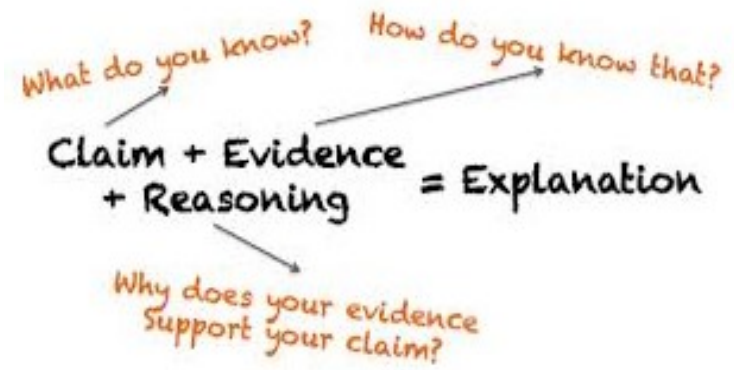 What do you know?
How do you know that?
Claim + Evidence
+ Reasoning
= Explanation
Why does your evidence
Support your claim?